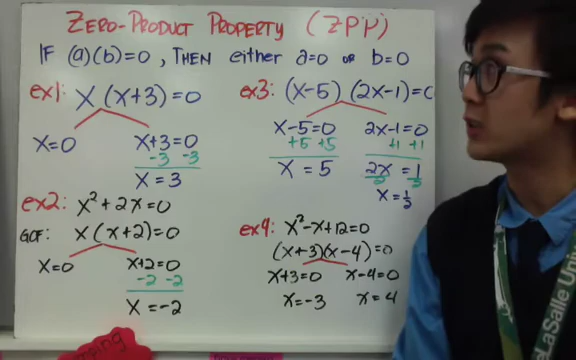 ZERO-PRODUCT PROPERTY (ZPP)
IF (a)(b)=0, THEN either a=0 OR b=0
ex1: X(X+3)=0
X=0 X+3=0
-3 -3
X=3
ex2: X²+2X=0
GCF: X(X+2)=0
X=0 X+2=0
-2 -2
X=-2
ex3: (X-5)(2X-1)=0
X-5=0 2X-1=0
+5 +5 +1 +1
X=5 2X/2=1/2
X=1/2
ex4: X²-X+12=0
(X+3)(X-4)=0
X+3=0 X-4=0
X=-3 X=4
LaSalle Univ